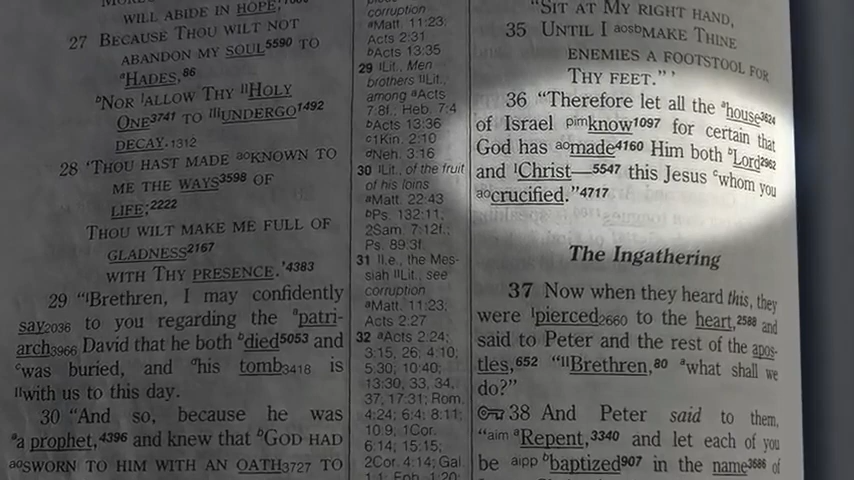 WILL ABIDE IN HOPE;
27 BECAUSE THOU WILT NOT
ABANDON MY SOUL5590 TO
aHADES,86
bNOR IALLOW THY IIHOLY
ONE3741 TO IIIUNDERGO1492
DECAY.1312
28 'THOU HAST MADE aoKNOWN TO
ME THE WAYS3598 OF
LIFE;2222
THOU WILT MAKE ME FULL OF
GLADNESS2167
WITH THY PRESENCE.'4383
29 "IBrethren, I may confidently
say2036 to you regarding the apatri-
arch3966 David that he both bdied5053 and
cwas buried, and ahis tomb3418 is
IIwith us to this day.
30 "And so, because he was
aa prophet,4396 and knew that bGOD HAD
aoSWORN TO HIM WITH AN OATH3727 TO
corruption
aMatt. 11:23,
Acts 2:31
bActs 13:35
29 ILit., Men
brothers IILit.,
among aActs
7:8f., Heb. 7:4
bActs 13:36
c1Kin. 2:10
dNeh. 3:16
30 ILit., of the fruit
of his loins
aMatt. 22:43
bPs. 132:11,
2Sam. 7:12f.,
Ps. 89:3f.
31 II.e., the Mes-
siah IILit., see
corruption
aMatt. 11:23;
Acts 2:27
32 aActs 2:24;
3:15, 26; 4:10;
5:30, 10:40;
13:30, 33, 34,
37; 17:31; Rom.
4:24; 6:4; 8:11;
10:9, 1Cor.
6:14; 15:15;
2Cor. 4:14; Gal
"SIT AT MY RIGHT HAND,
35 UNTIL I aosbMAKE THINE
ENEMIES A FOOTSTOOL FOR
THY FEET."'
36 "Therefore let all the ahouse3624
of Israel pimknow1097 for certain that
God has aomade4160 Him both bLord2962
and IChrist—5547 this Jesus cwhom you
aocrucified."4717
The Ingathering
37 Now when they heard this, they
were Ipierced2660 to the heart,2588 and
said to Peter and the rest of the apos-
tles,652 "IIBrethren,80 awhat shall we
do?"
38 And Peter said to them,
"aim aRepent,3340 and let each of you
be aipp bbaptized907 in the name3686 of